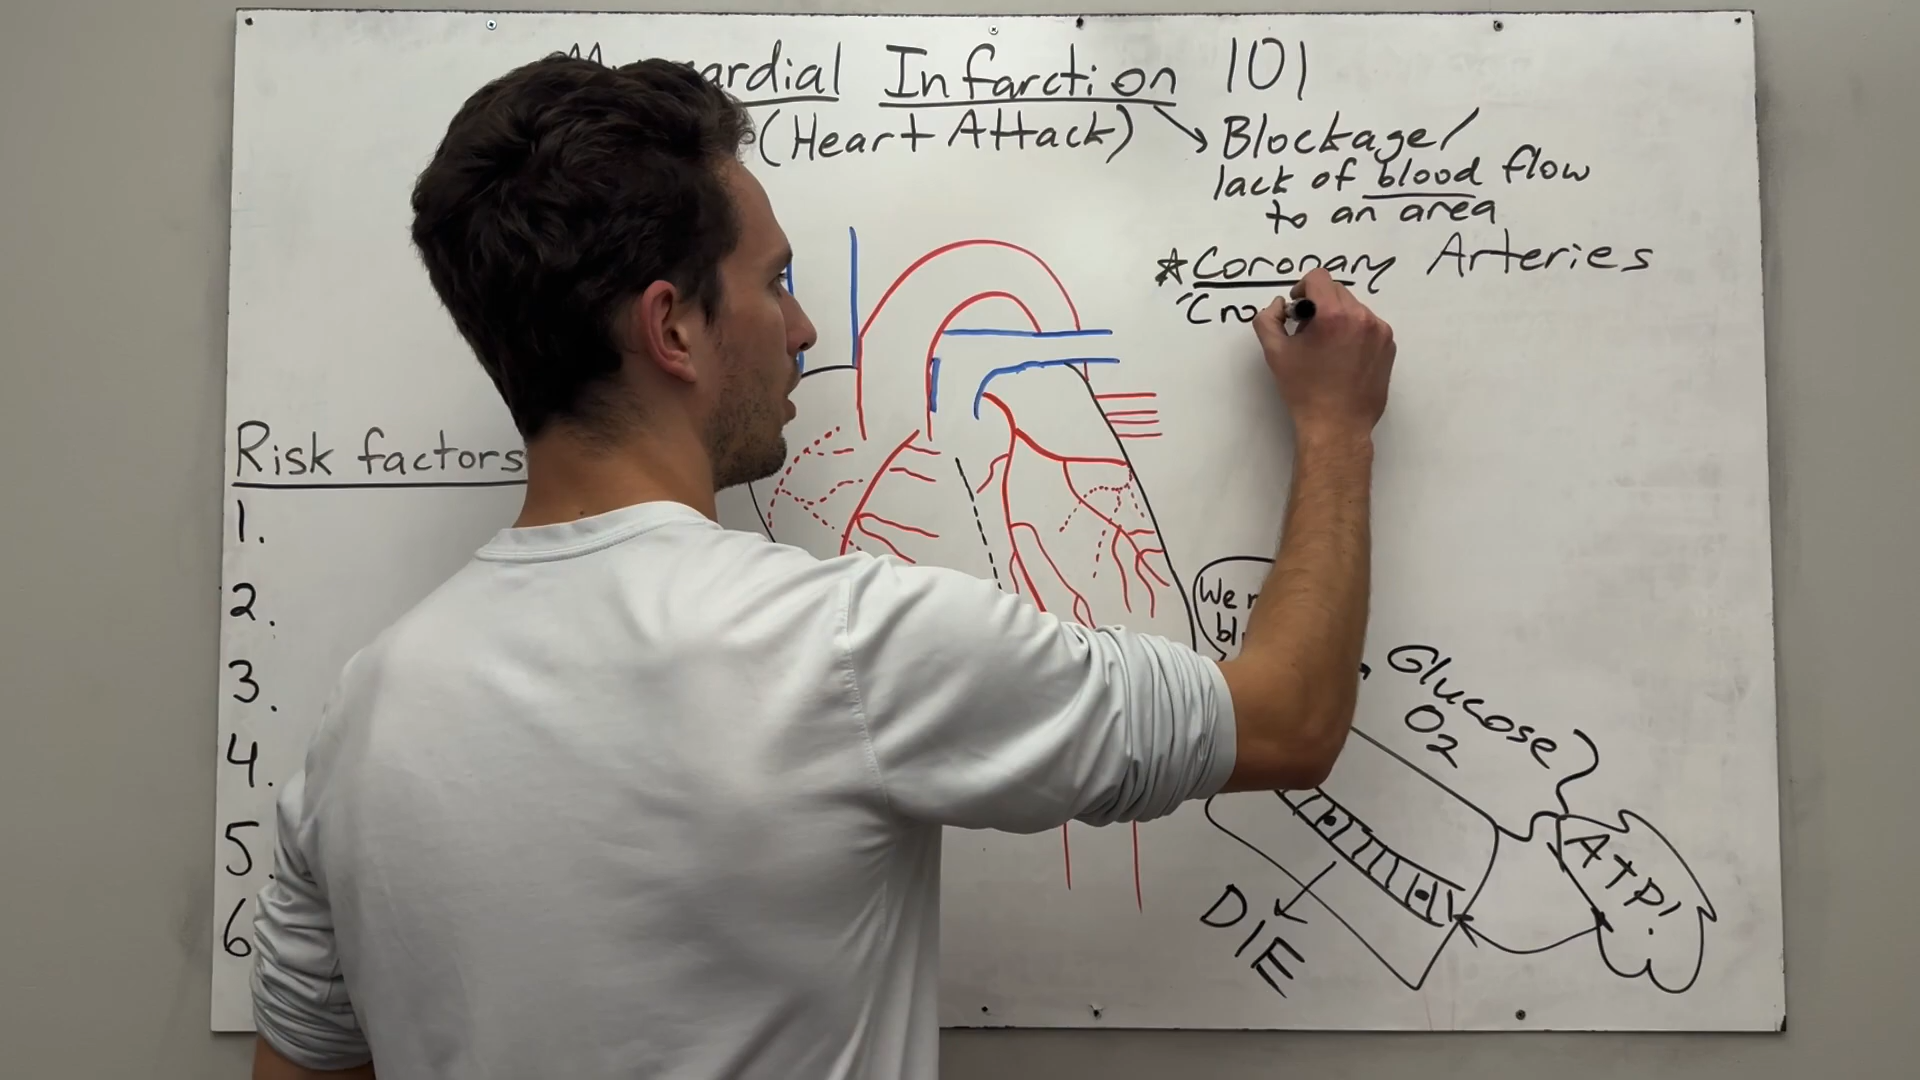 Infarction 101
(Heart Attack)
Blockage/
lack of blood flow
to an area
Coronary Arteries
Risk factors
1.
2.
3.
4.
5.
6
We
Glucose
O2
ATP!
DIE